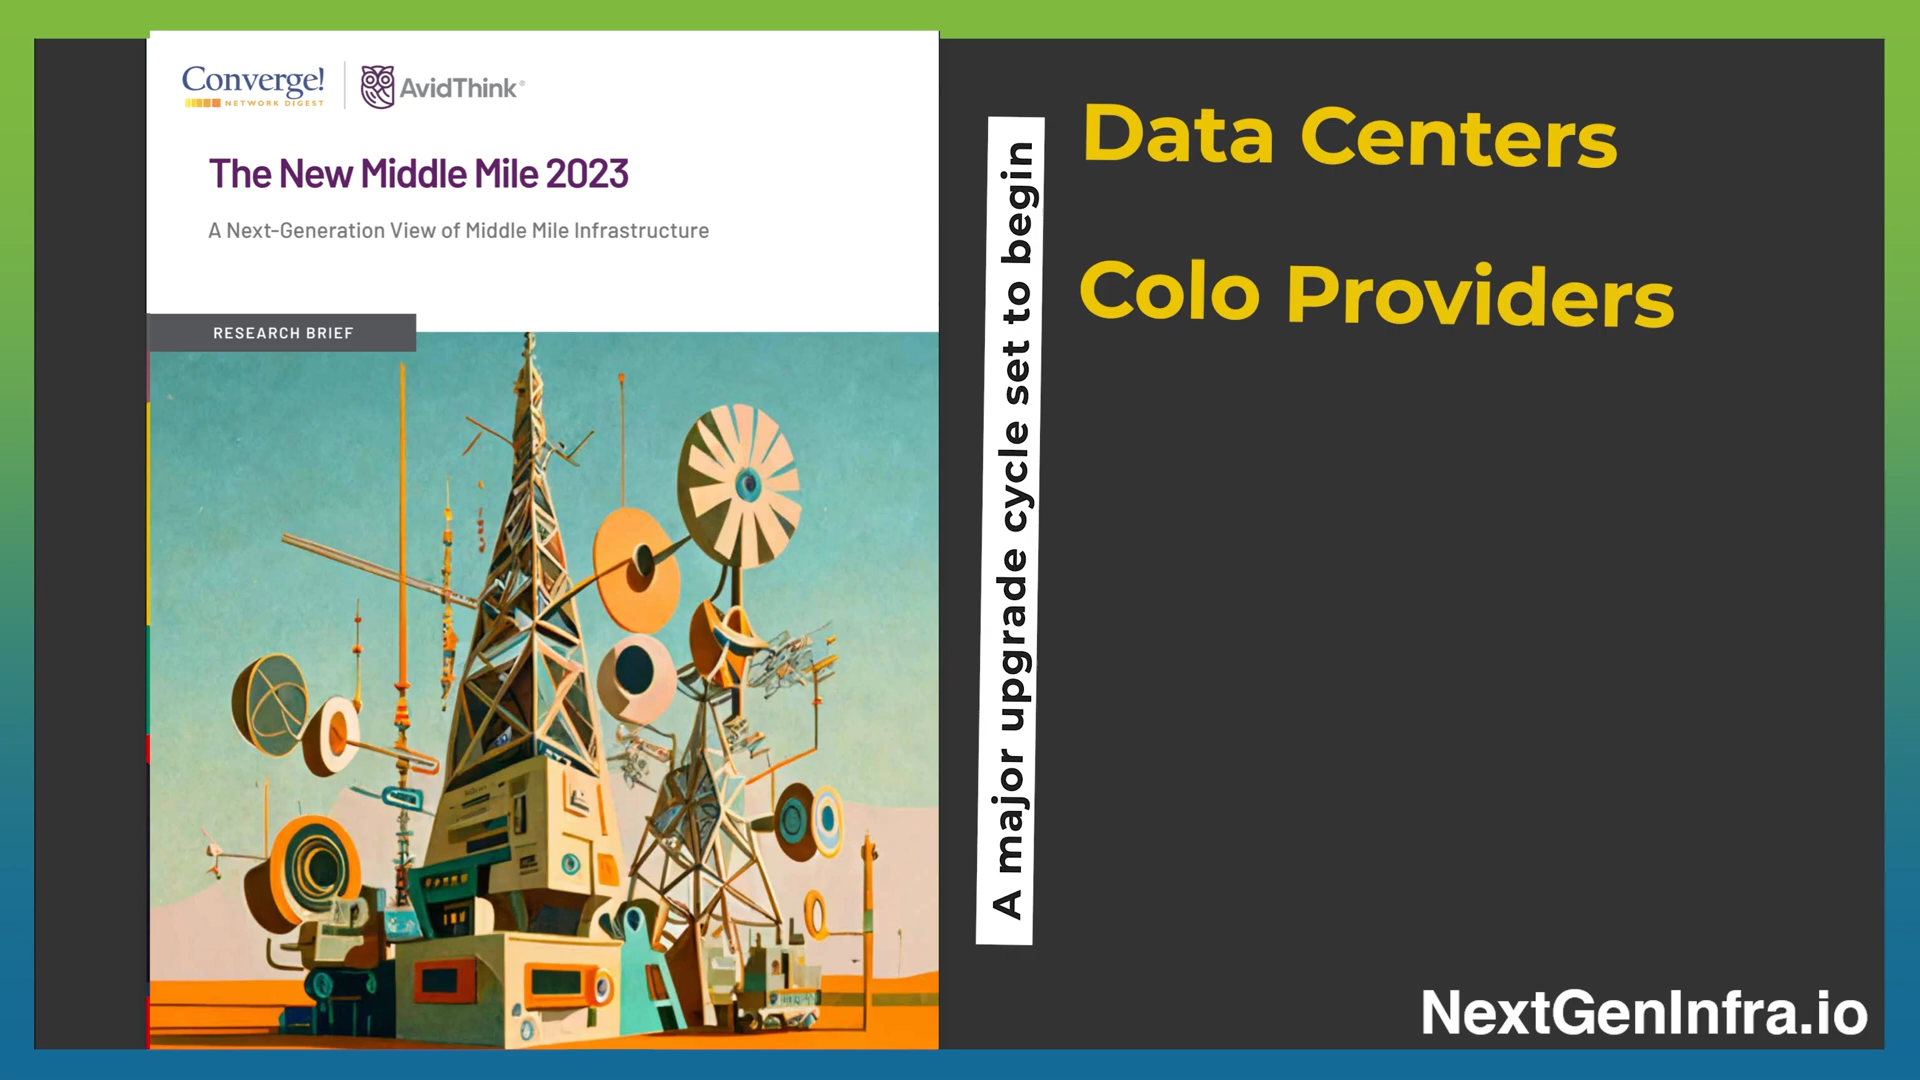 Converge!
NETWORK DIGEST
AvidThink®
The New Middle Mile 2023
A Next-Generation View of Middle Mile Infrastructure
RESEARCH BRIEF
A major upgrade cycle set to begin
Data Centers
Colo Providers
NextGenInfra.io